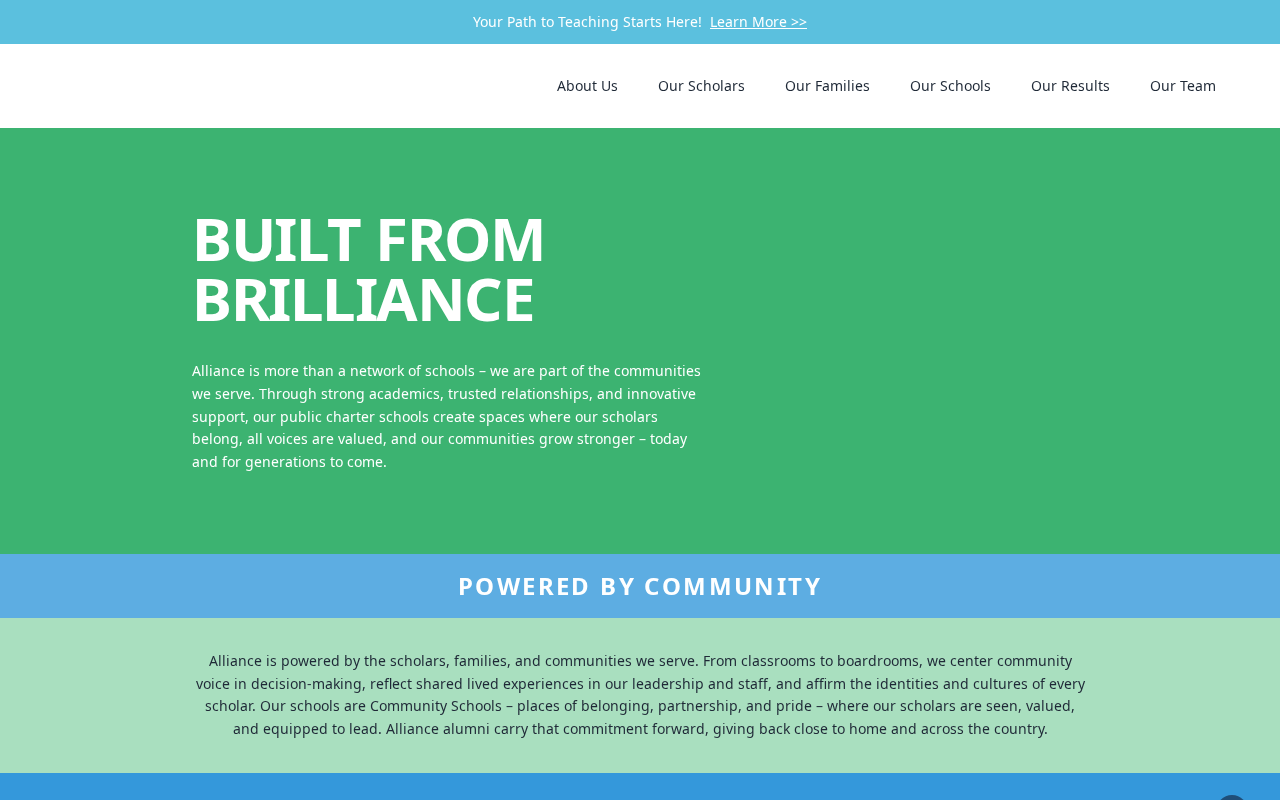 Your Path to Teaching Starts Here! Learn More >>
About Us Our Scholars Our Families Our Schools Our Results Our Team
BUILT FROM
BRILLIANCE
Alliance is more than a network of schools – we are part of the communities
we serve. Through strong academics, trusted relationships, and innovative
support, our public charter schools create spaces where our scholars
belong, all voices are valued, and our communities grow stronger – today
and for generations to come.
POWERED BY COMMUNITY
Alliance is powered by the scholars, families, and communities we serve. From classrooms to boardrooms, we center community
voice in decision-making, reflect shared lived experiences in our leadership and staff, and affirm the identities and cultures of every
scholar. Our schools are Community Schools – places of belonging, partnership, and pride – where our scholars are seen, valued,
and equipped to lead. Alliance alumni carry that commitment forward, giving back close to home and across the country.